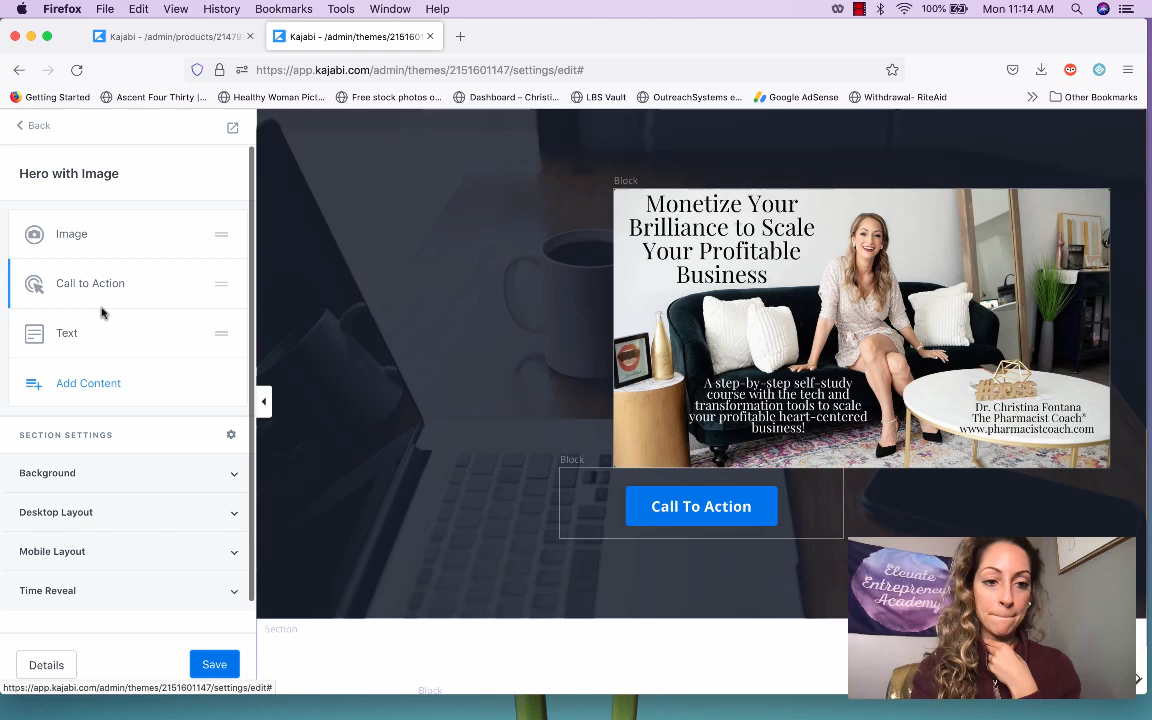 Firefox File Edit View History Bookmarks Tools Window Help 100% Mon 11:14 AM
Kajabi - /admin/products/21479 Kajabi - /admin/themes/2151601
https://app.kajabi.com/admin/themes/2151601147/settings/edit#
Getting Started Ascent Four Thirty |... Healthy Woman Pict... Free stock photos o... Dashboard – Christi... LBS Vault OutreachSystems e... Google AdSense Withdrawal- RiteAid Other Bookmarks
Back
Hero with Image
Image
Call to Action
Text
Add Content
SECTION SETTINGS
Background
Desktop Layout
Mobile Layout
Time Reveal
Details Save
https://app.kajabi.com/admin/themes/2151601147/settings/edit#
Block
Monetize Your
Brilliance to Scale
Your Profitable
Business
A step-by-step self-study
course with the tech and
transformation tools to scale
your profitable heart-centered
business!
#boss
Dr. Christina Fontana
The Pharmacist Coach®
www.pharmacistcoach.com
Block
Call To Action
Section
Block
Elevate
Entrepreneur
Academy